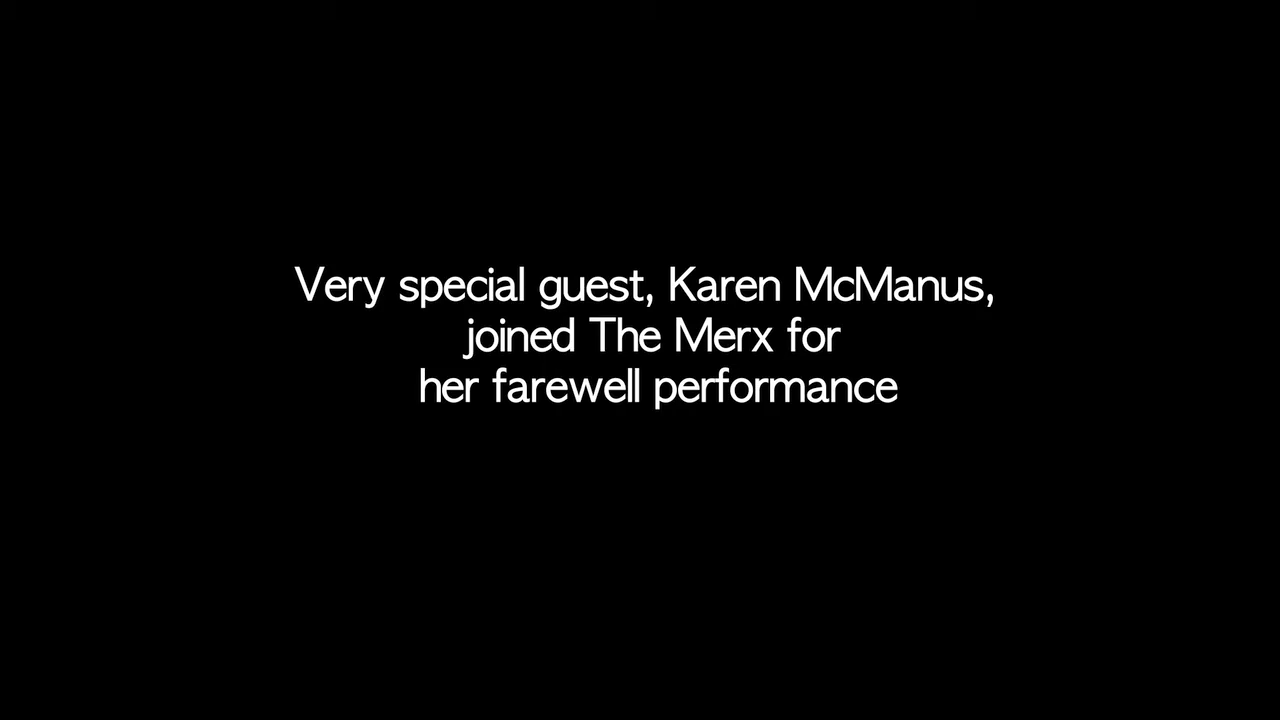 Very special guest, Karen McManus,
joined The Merx for
her farewell performance